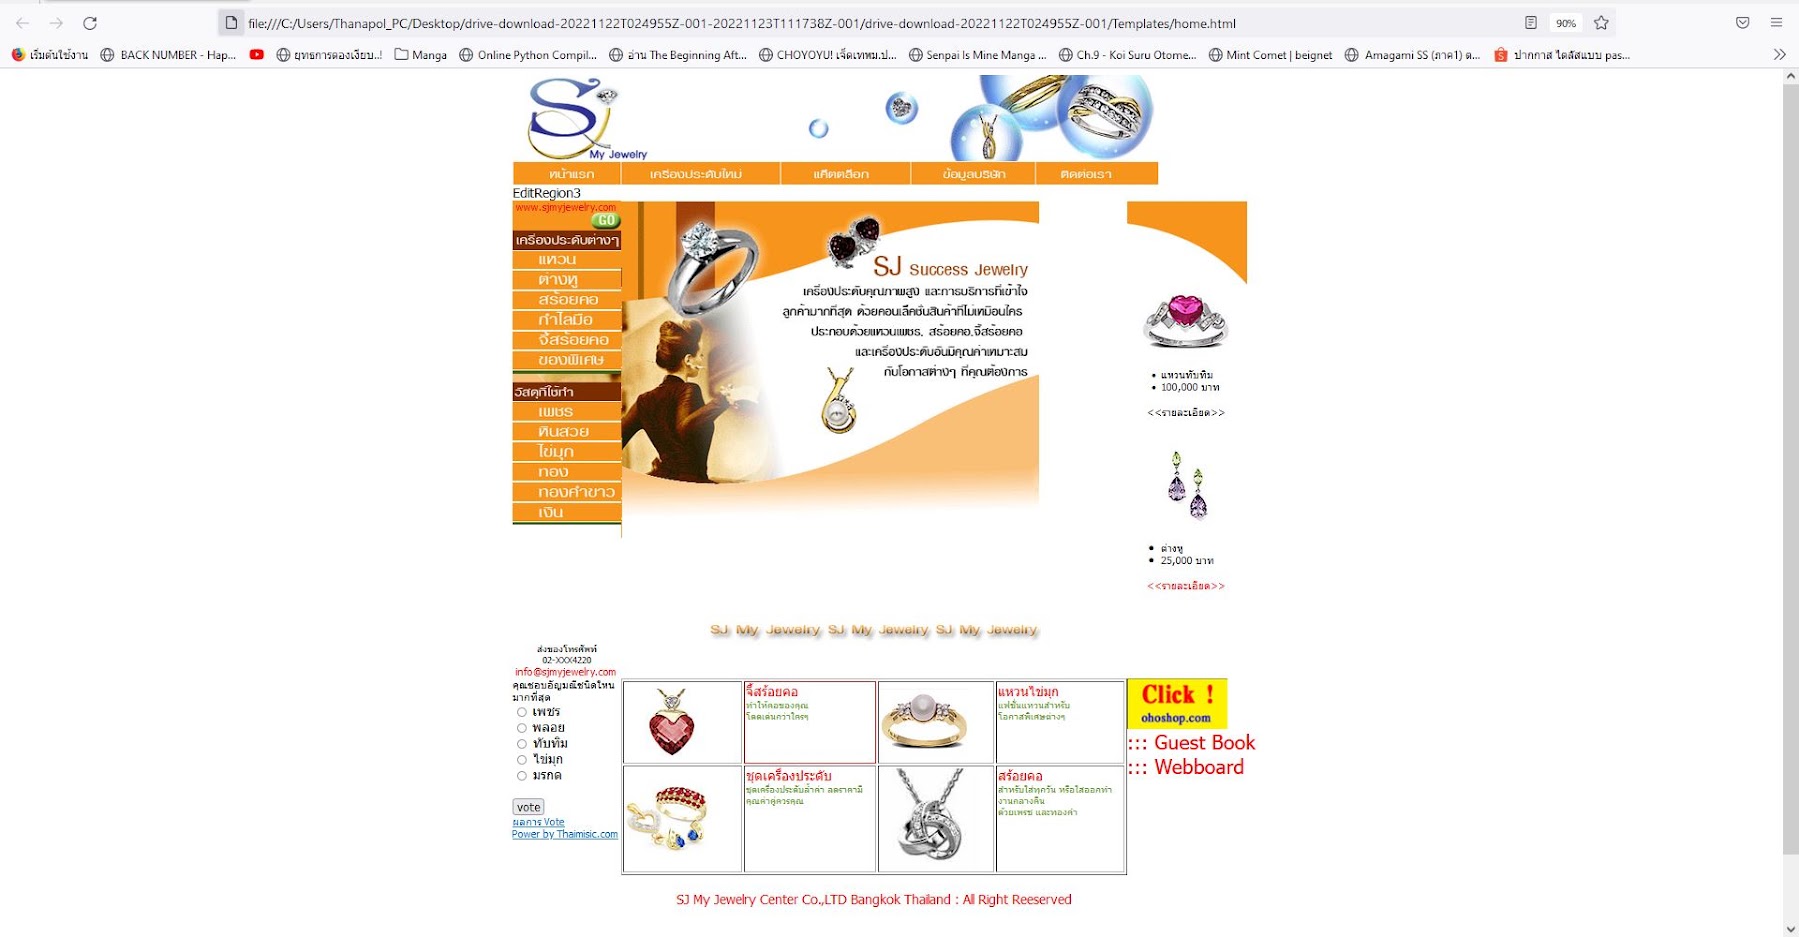 file:///C:/Users/Thanapol_PC/Desktop/drive-download-20221122T024955Z-001-20221123T111738Z-001/drive-download-20221122T024955Z-001/Templates/home.html
90%
เริ่มต้นใช้งาน
BACK NUMBER - Hap...
ยุทธการดองเงียบ..!
Manga
Online Python Compil...
อ่าน The Beginning Aft...
CHOYOYU! เจ็ดเทพม.ป...
Senpai Is Mine Manga ...
Ch.9 - Koi Suru Otome...
Mint Comet | beignet
Amagami SS (ภาค1) ต...
ปากกาส ไตลัสแบบ pas...
SJ
My Jewelry
หน้าแรก
เครื่องประดับใหม่
แค็ตตล็อก
ข้อมูลบริษัท
ติดต่อเรา
EditRegion3
www.sjmyjewelry.com
GO
เครื่องประดับต่างๆ
แหวน
ต่างหู
สร้อยคอ
กำไลมือ
จี้สร้อยคอ
ของพิเศษ
วัสดุที่ใช้ทำ
เพชร
หินสวย
ไข่มุก
ทอง
ทองคำขาว
เงิน
SJ Success Jewelry
เครื่องประดับคุณภาพสูง และการบริการที่เข้าใจ
ลูกค้ามากที่สุด ด้วยคอนเล็คชั่นสินค้าที่ไม่เหมือนใคร
ประกอบด้วยแหวนเพชร, สร้อยคอ,จี้สร้อยคอ
และเครื่องประดับอันมีคุณค่าเหมาะสม
กับโอกาสต่างๆ ที่คุณต้องการ
แหวนทับทิม
100,000 บาท
<<รายละเอียด>>
ต่างหู
25,000 บาท
<<รายละเอียด>>
SJ My Jewelry SJ My Jewelry SJ My Jewelry
ส่งของโทรศัพท์
02-XXX4220
info@sjmyjewelry.com
คุณชอบอัญมณีชนิดไหน
มากที่สุด
เพชร
พลอย
ทับทิม
ไข่มุก
มรกต
vote
ผลการ Vote
Power by Thaimisic.com
จี้สร้อยคอ
ทำให้คอของคุณ
โดดเด่นกว่าใครๆ
แหวนไข่มุก
แฟชั่นแหวนสำหรับ
โอกาสพิเศษต่างๆ
ชุดเครื่องประดับ
ชุดเครื่องประดับล้ำค่า ลดราคามี
คุณค่าคู่ควรคุณ
สร้อยคอ
สำหรับใส่ทุกวัน หรือใส่ออกทำ
งานกลางคืน
ด้วยเพชร และทองคำ
Click !
ohoshop.com
::: Guest Book
::: Webboard
SJ My Jewelry Center Co.,LTD Bangkok Thailand : All Right Reeserved